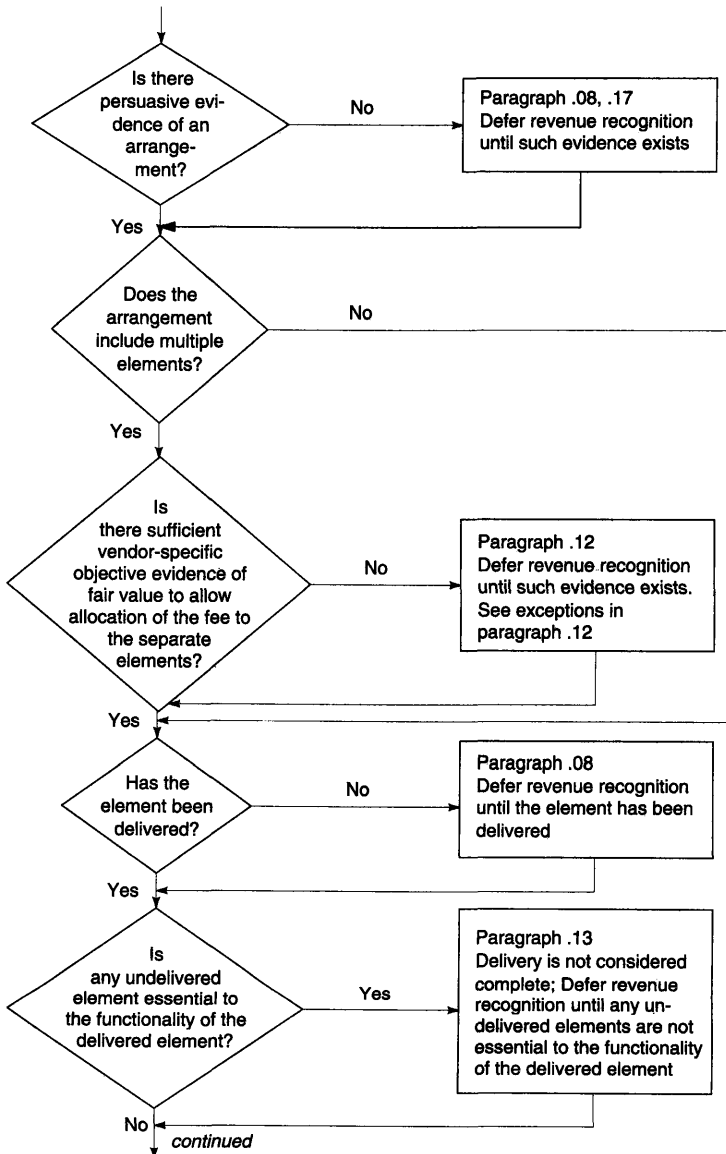 Is there
persuasive evi-
dence of an
arrange-
ment?
No
Paragraph .08, .17
Defer revenue recognition
until such evidence exists
Yes
Does the
arrangement
include multiple
elements?
No
Yes
Is
there sufficient
vendor-specific
objective evidence of
fair value to allow
allocation of the fee to
the separate
elements?
No
Paragraph .12
Defer revenue recognition
until such evidence exists.
See exceptions in
paragraph .12
Yes
Has the
element been
delivered?
No
Paragraph .08
Defer revenue recognition
until the element has been
delivered
Yes
Is
any undelivered
element essential to
the functionality of the
delivered element?
Yes
Paragraph .13
Delivery is not considered
complete; Defer revenue
recognition until any un-
delivered elements are not
essential to the functionality
of the delivered element
No
continued